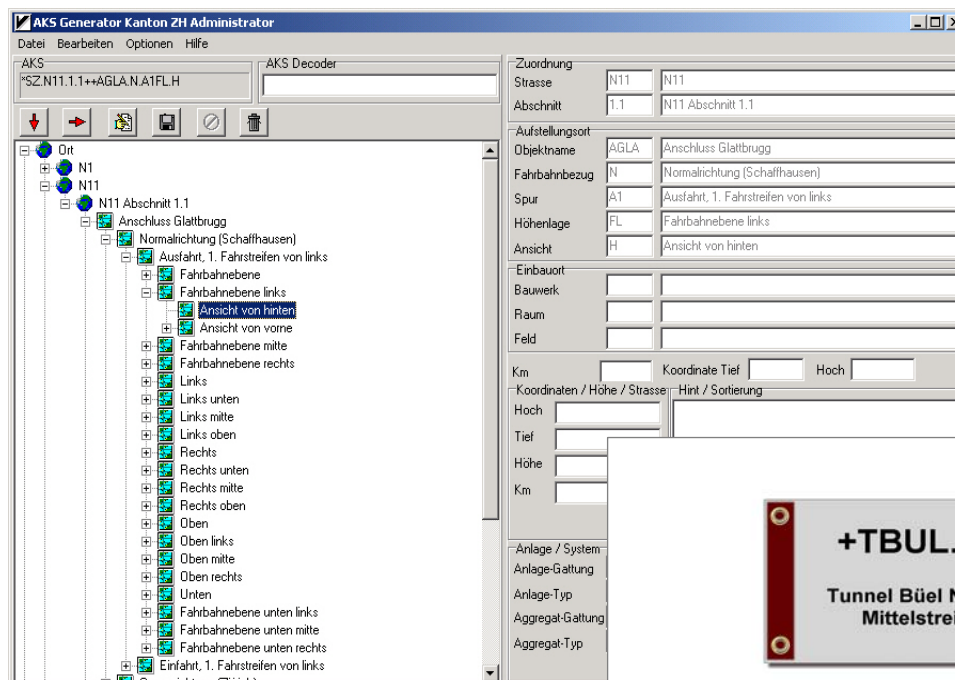 AKS Generator Kanton ZH Administrator
Datei Bearbeiten Optionen Hilfe
AKS
*SZ.N11.1.1++AGLA.N.A1FL.H
AKS Decoder
Ort
N1
N11
N11 Abschnitt 1.1
Anschluss Glattbrugg
Normalrichtung (Schaffhausen)
Ausfahrt, 1. Fahrstreifen von links
Fahrbahnebene
Fahrbahnebene links
Ansicht von hinten
Ansicht von vorne
Fahrbahnebene mitte
Fahrbahnebene rechts
Links
Links unten
Links mitte
Links oben
Rechts
Rechts unten
Rechts mitte
Rechts oben
Oben
Oben links
Oben mitte
Oben rechts
Unten
Fahrbahnebene unten links
Fahrbahnebene unten mitte
Fahrbahnebene unten rechts
Einfahrt, 1. Fahrstreifen von links
Zuordnung
Strasse N11 N11
Abschnitt 1.1 N11 Abschnitt 1.1
Aufstellungsort
Objektname AGLA Anschluss Glattbrugg
Fahrbahnbezug N Normalrichtung (Schaffhausen)
Spur A1 Ausfahrt, 1. Fahrstreifen von links
Höhenlage FL Fahrbahnebene links
Ansicht H Ansicht von hinten
Einbauort
Bauwerk
Raum
Feld
Km Koordinate Tief Hoch
Koordinaten / Höhe / Strasse Hint / Sortierung
Hoch
Tief
Höhe
Km
Anlage / System
Anlage-Gattung
Anlage-Typ
Aggregat-Gattung
Aggregat-Typ
+TBUL.
Tunnel Büel N
Mittelstrei